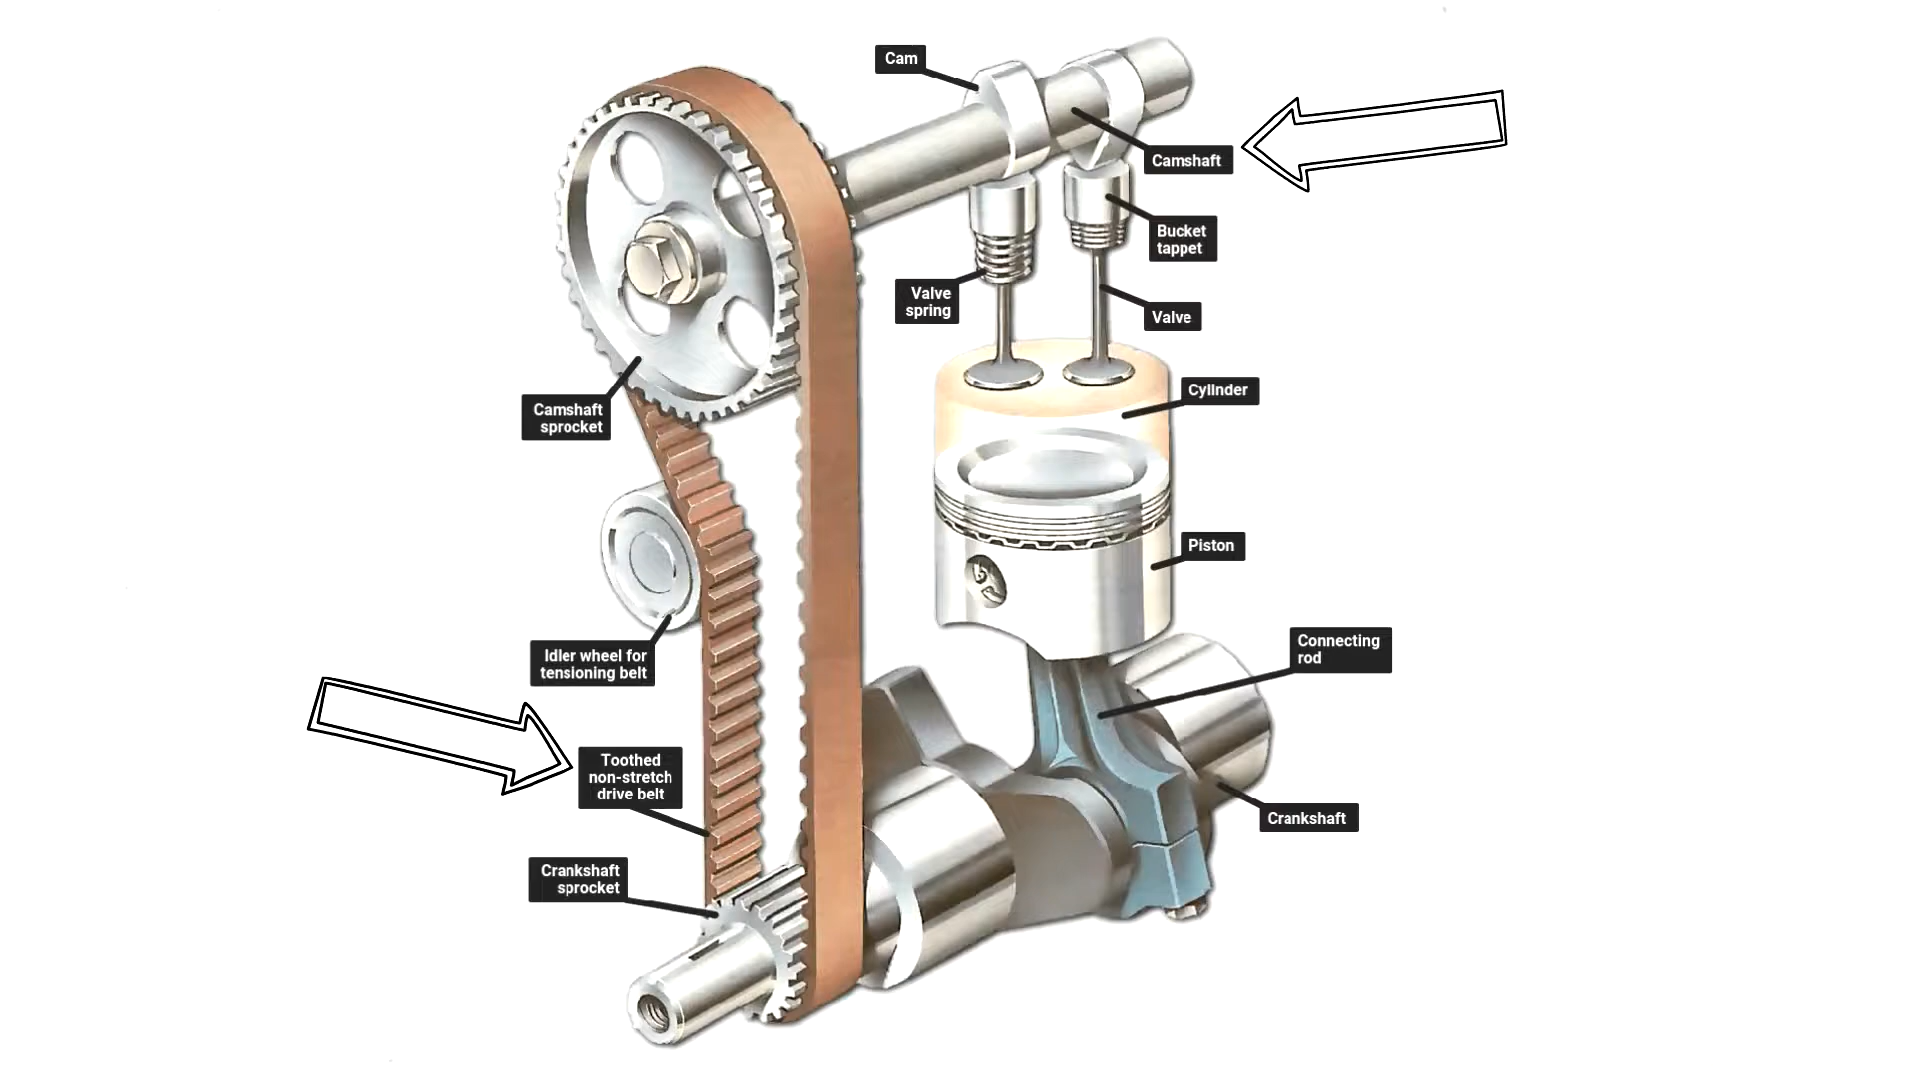 Cam
Camshaft
Bucket
tappet
Valve
spring
Valve
Cylinder
Camshaft
sprocket
Piston
Idler wheel for
tensioning belt
Connecting
rod
Toothed
non-stretch
drive belt
Crankshaft
Crankshaft
sprocket